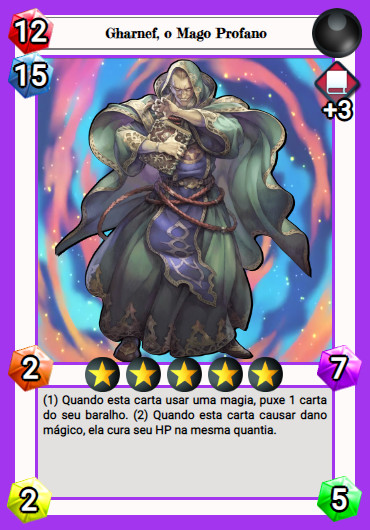 12
Gharnef, o Mago Profano
15
+3
2
7
(1) Quando esta carta usar uma magia, puxe 1 carta
do seu baralho. (2) Quando esta carta causar dano
mágico, ela cura seu HP na mesma quantia.
2
5